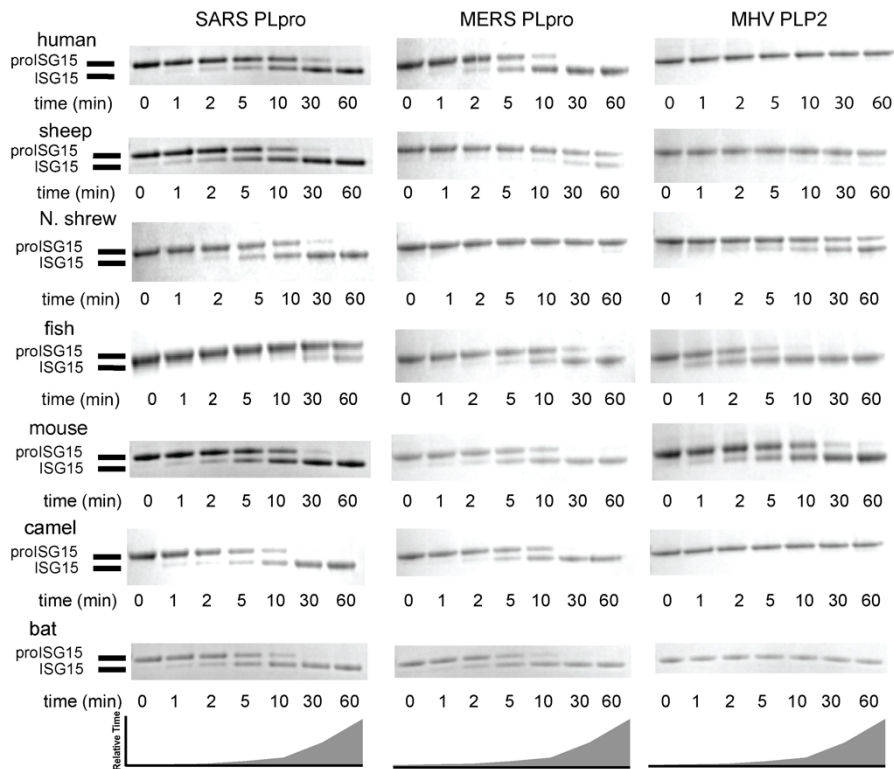 SARS PLpro MERS PLpro MHV PLP2
human
proISG15
ISG15
time (min) 0 1 2 5 10 30 60 0 1 2 5 10 30 60 0 1 2 5 10 30 60
sheep
proISG15
ISG15
time (min) 0 1 2 5 10 30 60 0 1 2 5 10 30 60 0 1 2 5 10 30 60
N. shrew
proISG15
ISG15
time (min) 0 1 2 5 10 30 60 0 1 2 5 10 30 60 0 1 2 5 10 30 60
fish
proISG15
ISG15
time (min) 0 1 2 5 10 30 60 0 1 2 5 10 30 60 0 1 2 5 10 30 60
mouse
proISG15
ISG15
time (min) 0 1 2 5 10 30 60 0 1 2 5 10 30 60 0 1 2 5 10 30 60
camel
proISG15
ISG15
time (min) 0 1 2 5 10 30 60 0 1 2 5 10 30 60 0 1 2 5 10 30 60
bat
proISG15
ISG15
time (min) 0 1 2 5 10 30 60 0 1 2 5 10 30 60 0 1 2 5 10 30 60
Relative Time